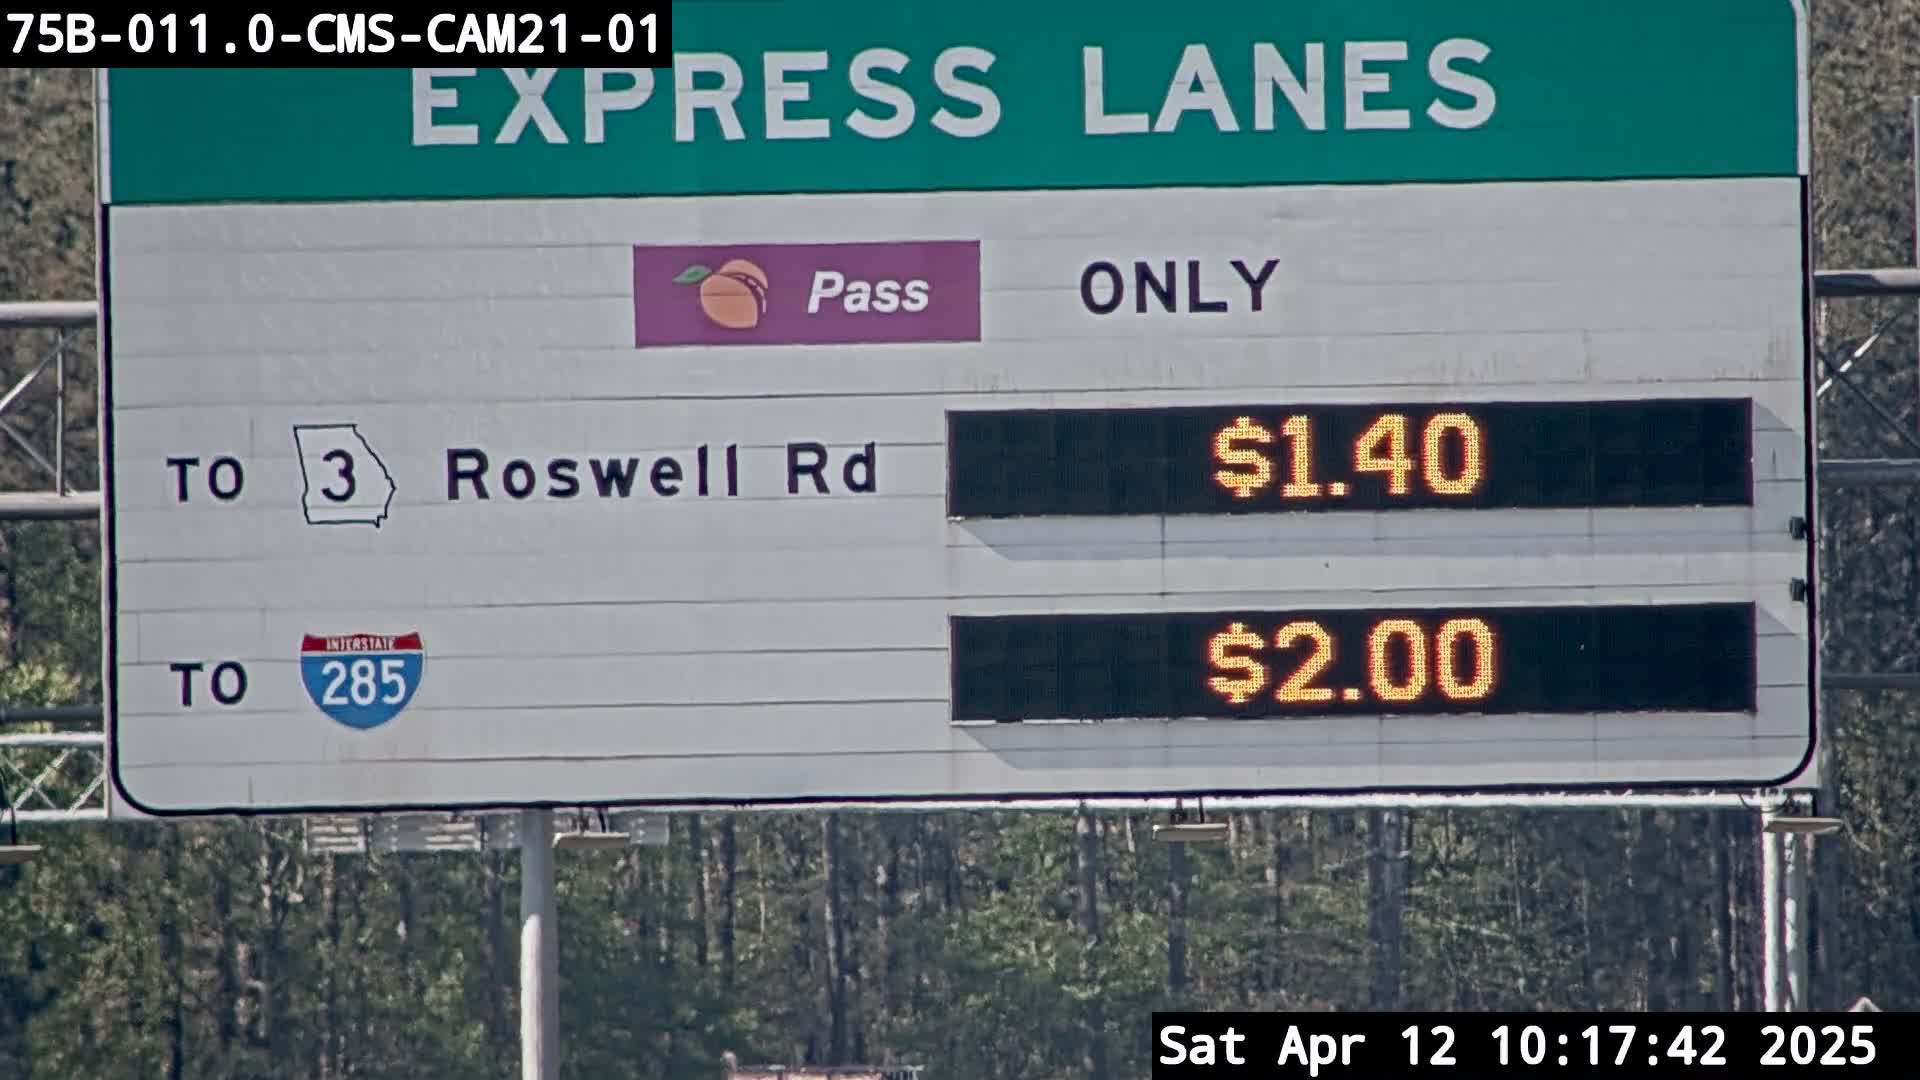 75B-011.0-CMS-CAM21-01
EXPRESS LANES
Pass ONLY
TO 3 Roswell Rd $1.40
TO INTERSTATE 285 $2.00
Sat Apr 12 10:17:42 2025